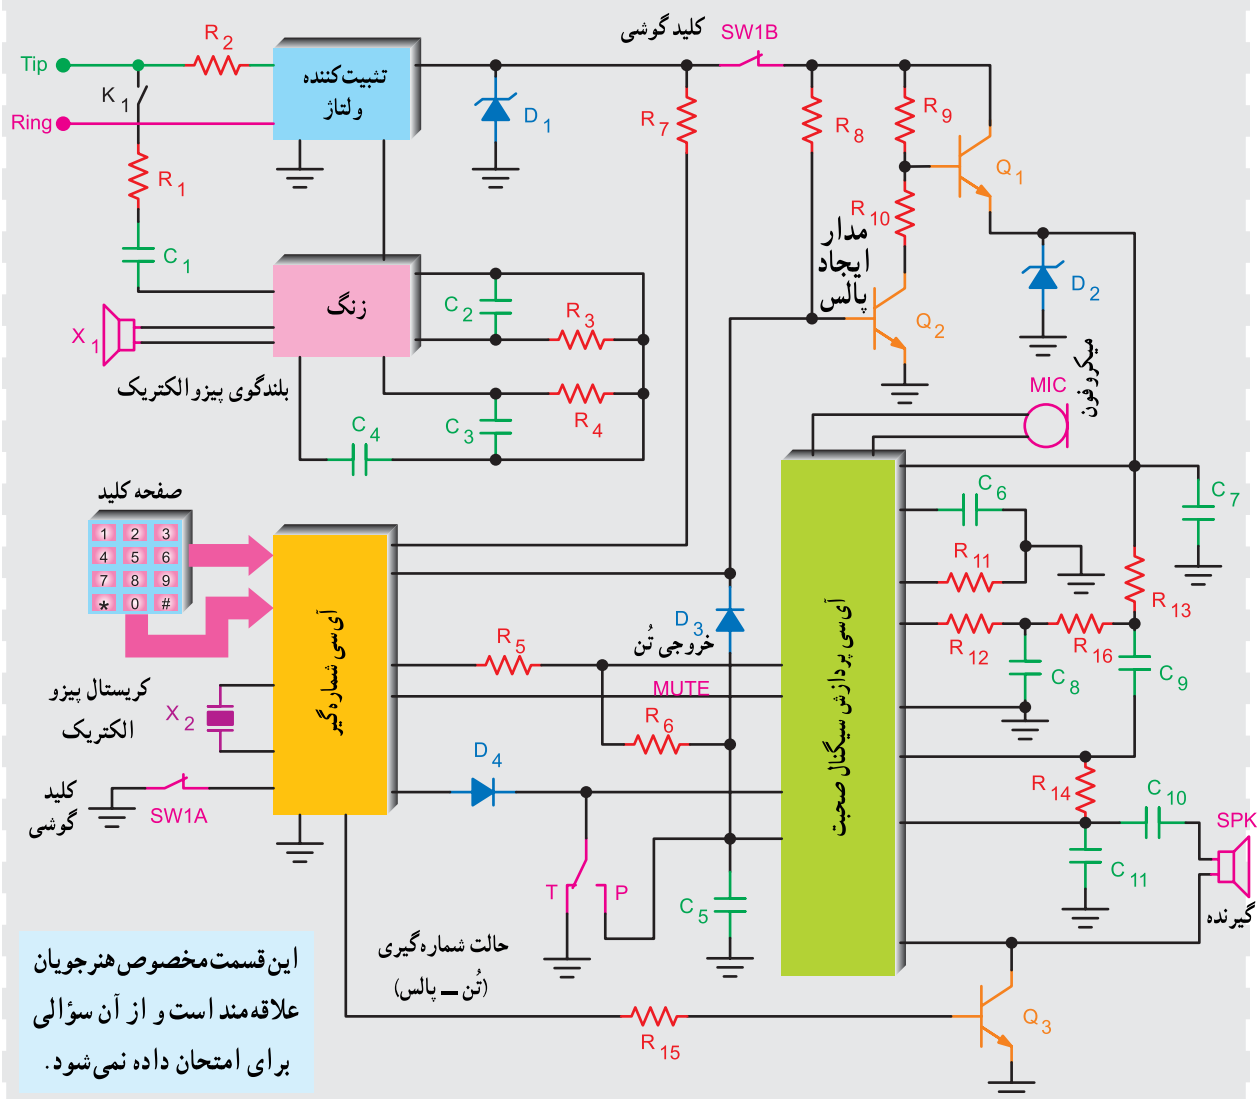 Tip
Ring
R2
K1
R1
C1
X1
تثبیت‌کننده
ولتاژ
زنگ
بلندگوی پیزو الکتریک
D1
R7
کلید گوشی
SW1B
R8
R9
Q1
R10
مدار
ایجاد
پالس
Q2
D2
C2
R3
C3
R4
C4
میکروفون
MIC
صفحه کلید
1 2 3
4 5 6
7 8 9
* 0 #
آی‌سی شماره‌گیر
کریستال پیزو
الکتریک
X2
کلید
گوشی
SW1A
R5
D3
خروجی تُن
MUTE
R6
D4
T
P
C5
حالت شماره‌گیری
(تُن – پالس)
آی‌سی پردازش سیگنال صحبت
C6
C7
R11
R13
R12
R16
C8
C9
R14
C10
C11
SPK
گیرنده
R15
Q3
این قسمت مخصوص هنرجویان
علاقه‌مند است و از آن سؤالی
برای امتحان داده نمی‌شود.